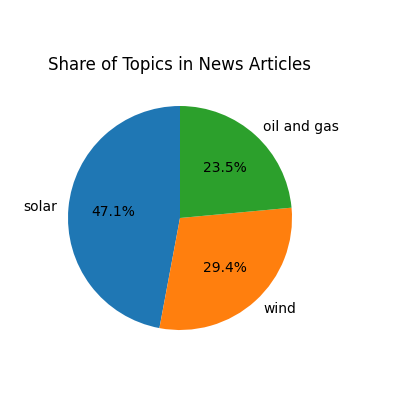 Share of Topics in News Articles
oil and gas
23.5%
solar
47.1%
29.4%
wind